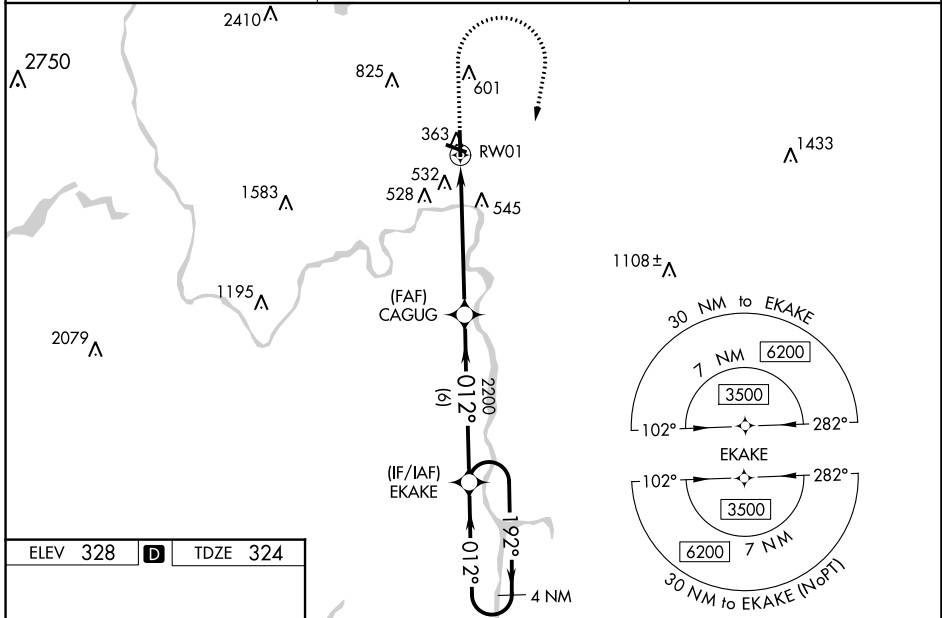 2410
2750
825
601
363
RW01
1433
532
1583
528
545
1108 ±
(FAF)
CAGUG
1195
2079
30 NM to EKAKE
7 NM
6200
3500
2200
012°
(6)
102°
282°
EKAKE
(IF/IAF)
EKAKE
102°
282°
3500
7 NM
6200
30 NM to EKAKE (NoPT)
192°
012°
4 NM
ELEV 328 D TDZE 324